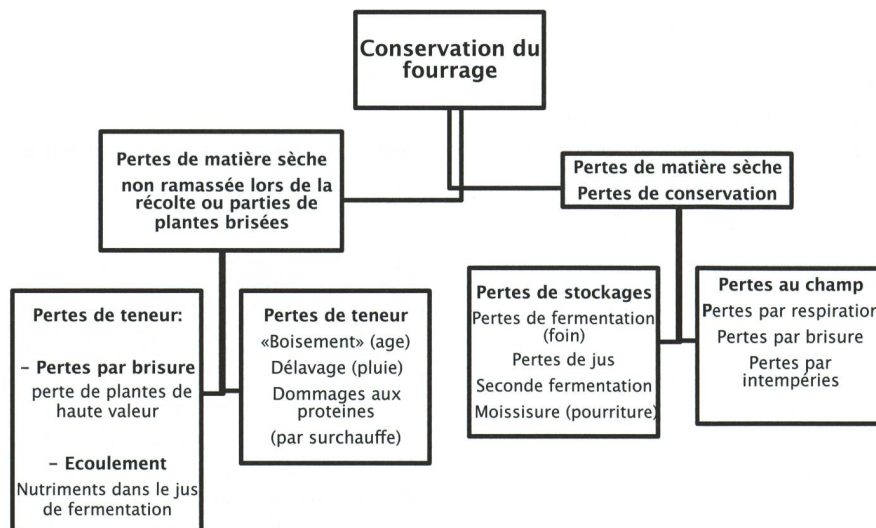 Conservation du
fourrage
Pertes de matière sèche
non ramassée lors de la
récolte ou parties de
plantes brisées
Pertes de matière sèche
Pertes de conservation
Pertes de teneur:
– Pertes par brisure
perte de plantes de
haute valeur
– Ecoulement
Nutriments dans le jus
de fermentation
Pertes de teneur
«Boisement» (age)
Délavage (pluie)
Dommages aux
proteines
(par surchauffe)
Pertes de stockages
Pertes de fermentation
(foin)
Pertes de jus
Seconde fermentation
Moissisure (pourriture)
Pertes au champ
Pertes par respiration
Pertes par brisure
Pertes par
intempéries